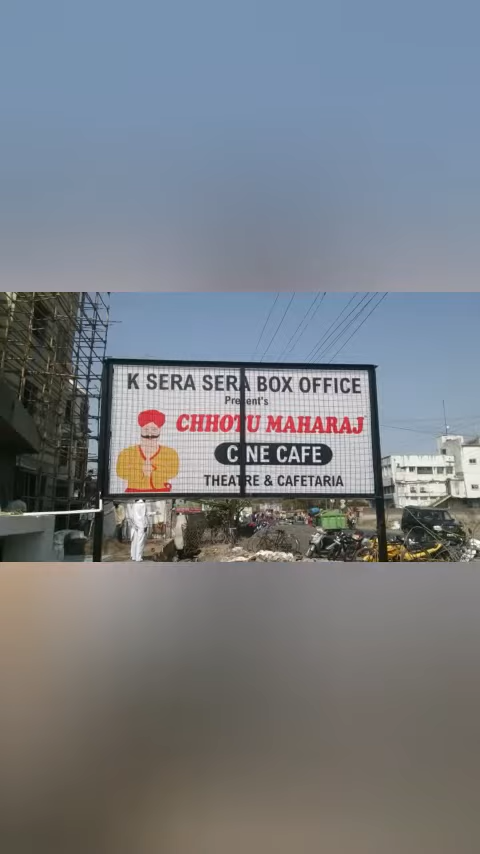 K SERA SERA BOX OFFICE
Present's
CHHOTU MAHARAJ
CINE CAFE
THEATRE & CAFETARIA